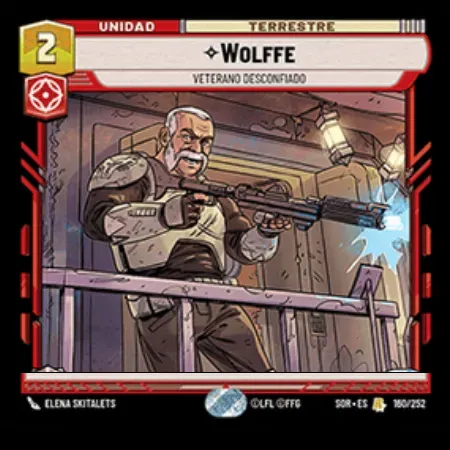 UNIDAD
TERRESTRE
2
Wolffe
VETERANO DESCONFIADO
ELENA SKITALETS
©LFL ©FFG
SOR • ES
160/252